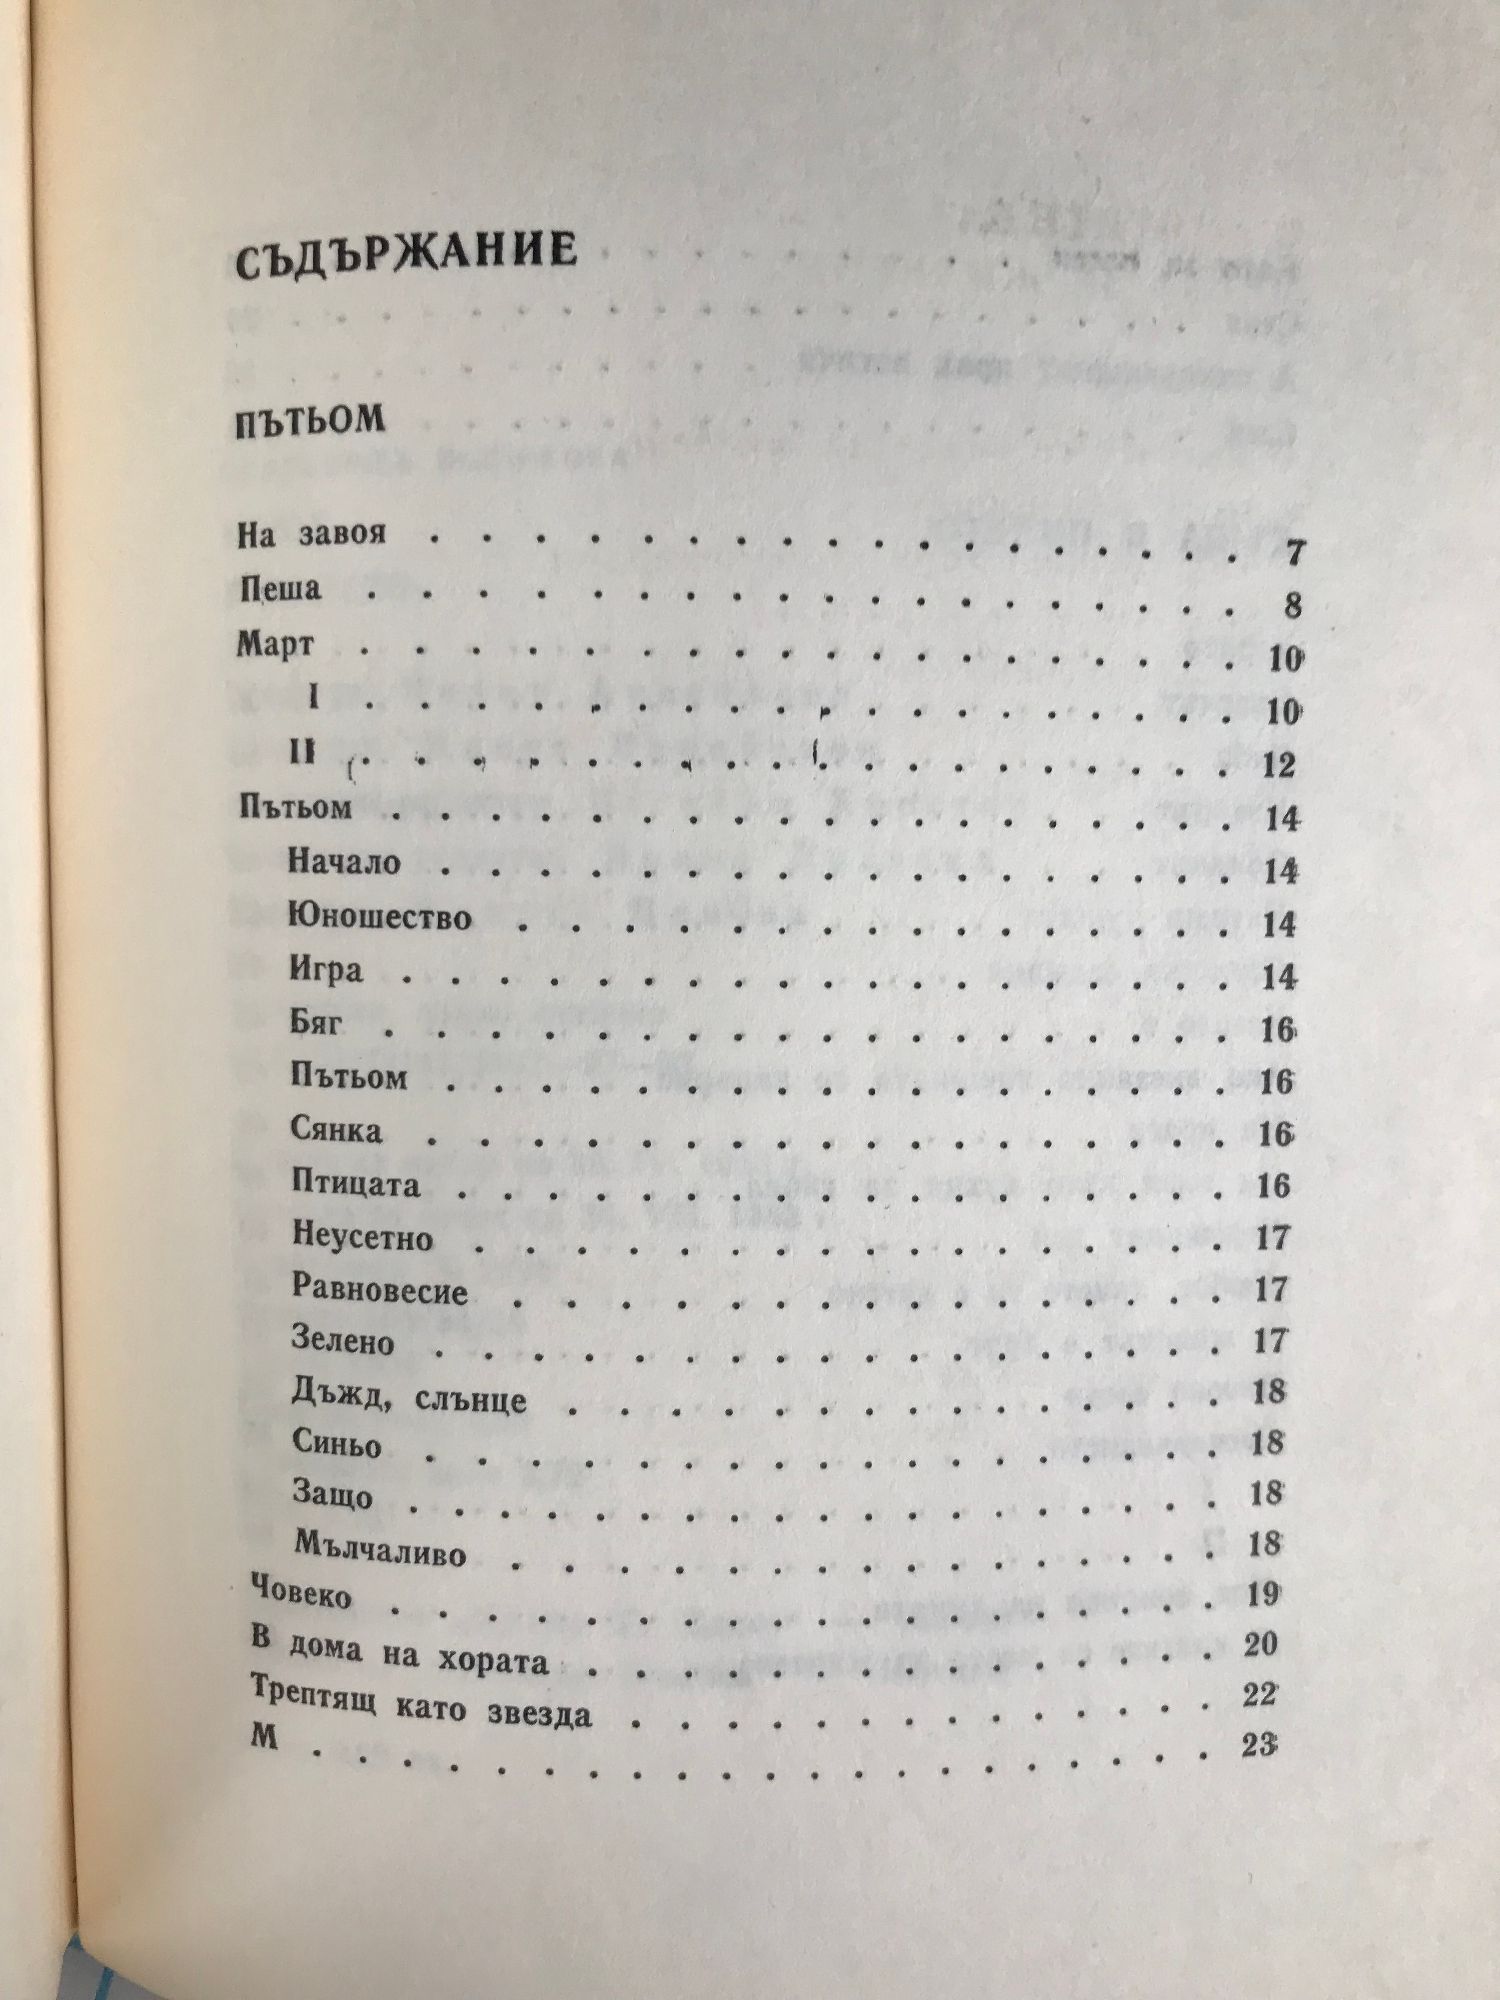 СЪДЪРЖАНИЕ
ПЪТЬОМ
На завоя . . . . . . . . . . . . . . . . . 7
Пеша . . . . . . . . . . . . . . . . . . 8
Март . . . . . . . . . . . . . . . . . . 10
I . . . . . . . . . . . . . . . . . . 10
II . . . . . . . . . . . . . . . . . . 12
Пътьом . . . . . . . . . . . . . . . . . 14
Начало . . . . . . . . . . . . . . . . 14
Юношество . . . . . . . . . . . . . . 14
Игра . . . . . . . . . . . . . . . . . 14
Бяг . . . . . . . . . . . . . . . . . . 16
Пътьом . . . . . . . . . . . . . . . . 16
Сянка . . . . . . . . . . . . . . . . 16
Птицата . . . . . . . . . . . . . . . 16
Неусетно . . . . . . . . . . . . . . . 17
Равновесие . . . . . . . . . . . . . . 17
Зелено . . . . . . . . . . . . . . . . 17
Дъжд, слънце . . . . . . . . . . . . . 18
Синьо . . . . . . . . . . . . . . . . 18
Защо . . . . . . . . . . . . . . . . . 18
Мълчаливо . . . . . . . . . . . . . . 18
Човеко . . . . . . . . . . . . . . . . . 19
В дома на хората . . . . . . . . . . . . 20
Трептящ като звезда . . . . . . . . . . . 22
М . . . . . . . . . . . . . . . . . . . 23